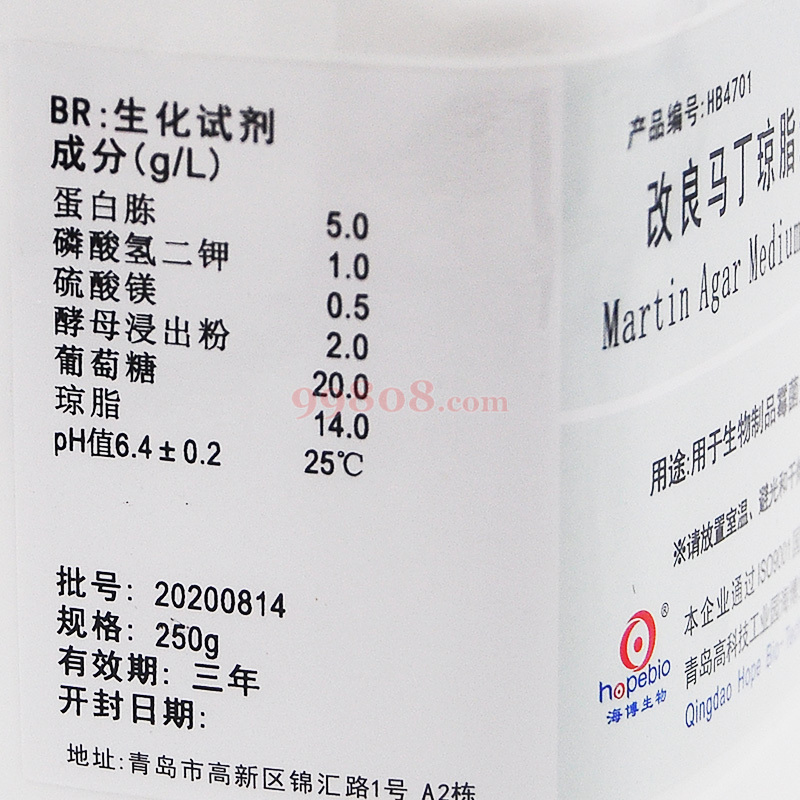 BR:生化试剂
成分(g/L)
蛋白胨 5.0
磷酸氢二钾 1.0
硫酸镁 0.5
酵母浸出粉 2.0
葡萄糖 20.0
琼脂 14.0
pH值6.4±0.2 25℃
99808.com
批号: 20200814
规格: 250g
有效期: 三年
开封日期:
地址:青岛市高新区锦汇路1号 A2栋
产品编号:HB4701
改良马丁琼脂
Martin Agar Medium
用途:用于生物制品霉菌
※请放置室温、避光和干
®
hopebio
海博生物
本企业通过ISO9001
青岛高科技工业园海博
Qingdao Hope Bio-Tec